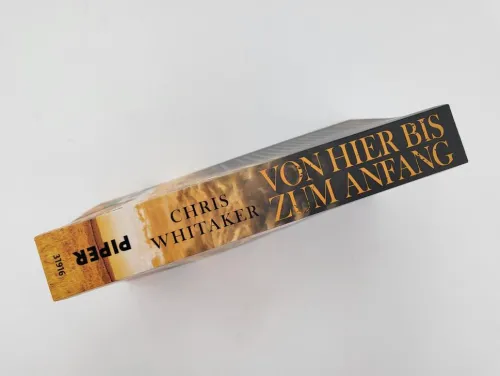 VON HIER BIS
ZUM ANFANG
CHRIS
WHITAKER
PIPER
31916